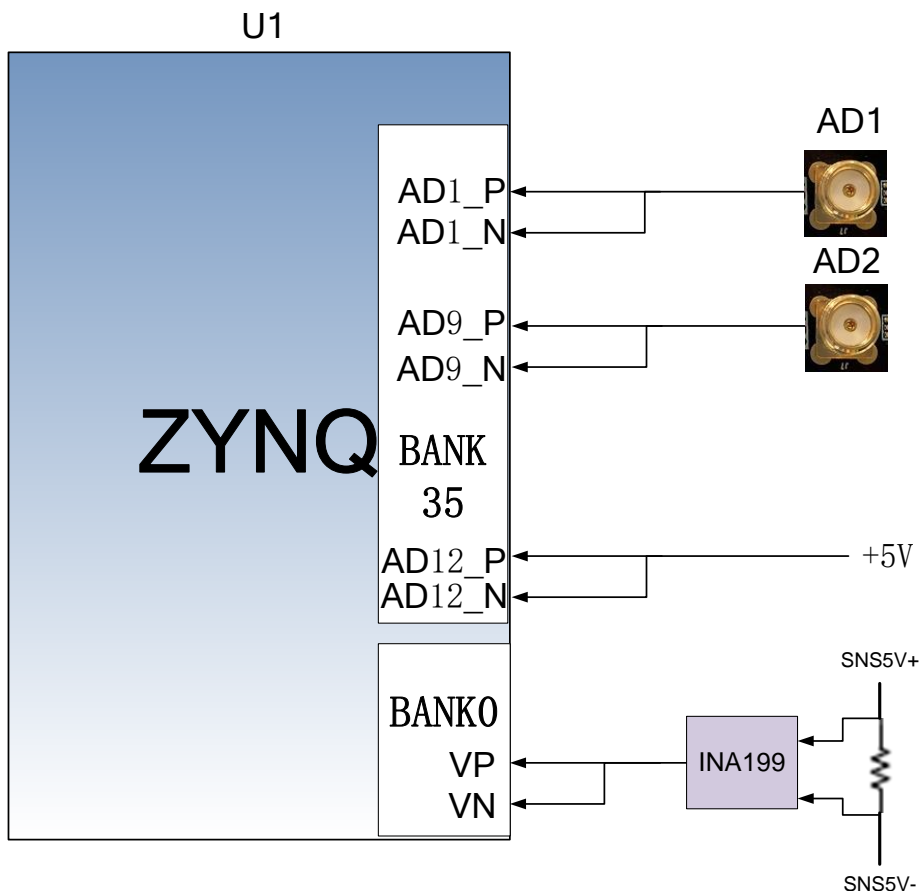 U1
AD1
AD1_P
AD1_N
AD2
AD9_P
AD9_N
ZYNQ
BANK
35
AD12_P
+5V
AD12_N
SNS5V+
BANK0
VP
INA199
VN
SNS5V-